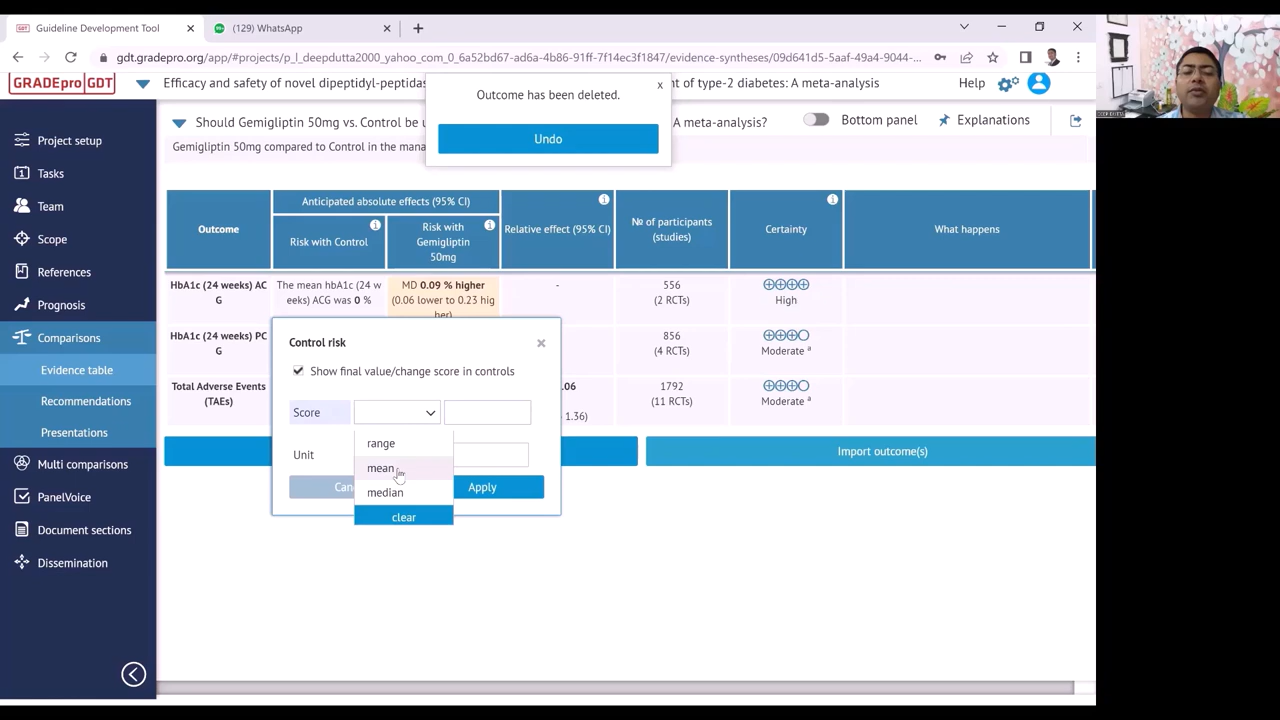 Guideline Development Tool
(129) WhatsApp
gdt.gradepro.org/app/#projects/p_l_deepdutta2000_yahoo_com_0_6a52bd67-ad6a-4b86-91ff-7f14ec3f1847/evidence-syntheses/09d641d5-5aaf-49a4-9044-...
GRADEpro|GDT
Efficacy and safety of novel dipeptidyl-peptidas
nt of type-2 diabetes: A meta-analysis
Help
Outcome has been deleted.
x
Undo
Should Gemigliptin 50mg vs. Control be u
A meta-analysis?
Bottom panel
Explanations
Gemigliptin 50mg compared to Control in the mana
Project setup
Tasks
Team
Scope
References
Prognosis
Comparisons
Evidence table
Recommendations
Presentations
Multi comparisons
PanelVoice
Document sections
Dissemination
Outcome
Anticipated absolute effects (95% CI)
Risk with Control
Risk with
Gemigliptin
50mg
Relative effect (95% CI)
№ of participants
(studies)
Certainty
What happens
HbA1c (24 weeks) AC
G
The mean hbA1c (24 w
eeks) ACG was 0 %
MD 0.09 % higher
(0.06 lower to 0.23 hig
her)
-
556
(2 RCTs)
High
HbA1c (24 weeks) PC
G
856
(4 RCTs)
Moderate a
Total Adverse Events
(TAEs)
.06
1.36)
1792
(11 RCTs)
Moderate a
Control risk
Show final value/change score in controls
Score
range
mean
median
clear
Unit
Can
Apply
Import outcome(s)